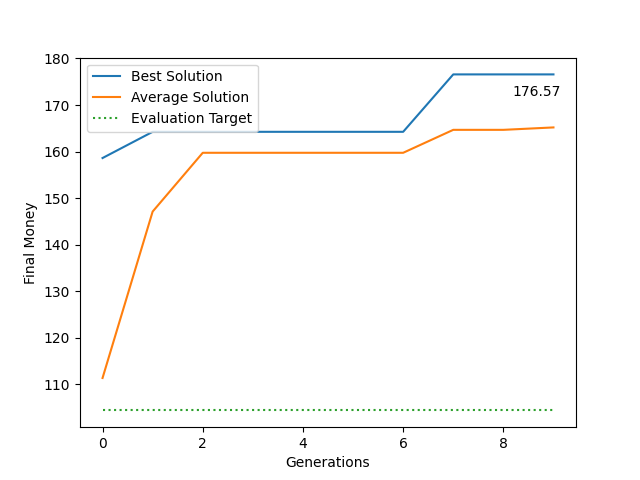 Best Solution
Average Solution
Evaluation Target
176.57
180
170
160
150
140
130
120
110
Final Money
0 2 4 6 8
Generations